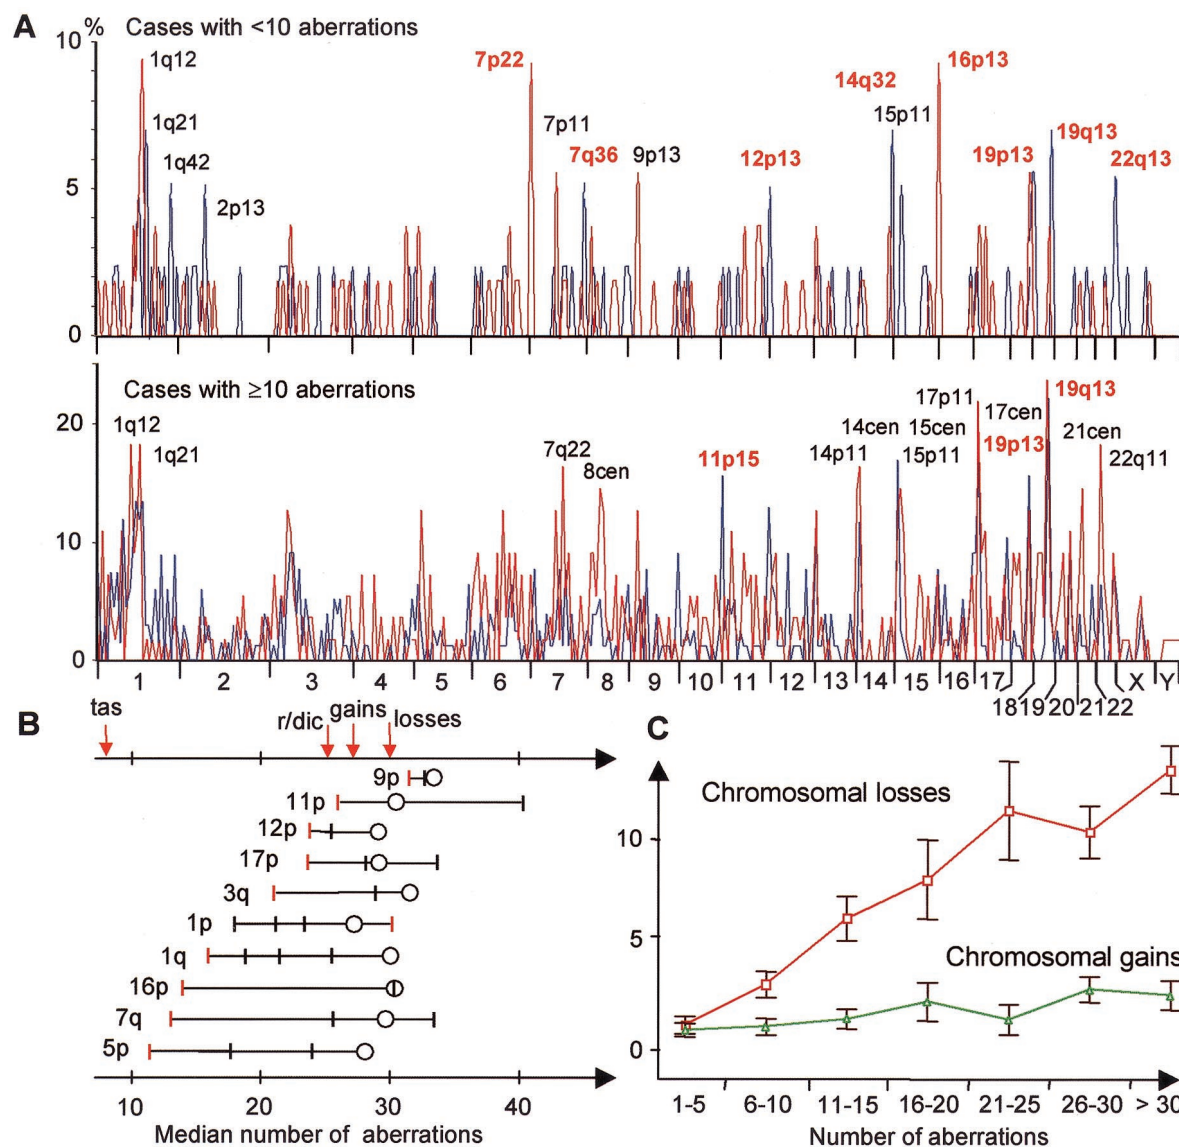 A
% Cases with <10 aberrations
10
1q12
7p22
16p13
14q32
1q21
7p11
15p11
19q13
1q42
7q36
9p13
12p13
19p13
22q13
5
2p13
0
Cases with ≥10 aberrations
17p11
19q13
20
1q12
14cen 15cen
17cen
1q21
7q22
8cen
11p15
14p11
15p11
19p13
21cen
22q11
10
0
1 2 3 4 5 6 7 8 9 10 11 12 13 14 15 16 17 X Y
18 19 20 21 22
B
tas
r/dic
gains
losses
9p
11p
12p
17p
3q
1p
1q
16p
7q
5p
10 20 30 40
Median number of aberrations
C
Chromosomal losses
10
5
Chromosomal gains
0
1-5 6-10 11-15 16-20 21-25 26-30 > 30
Number of aberrations